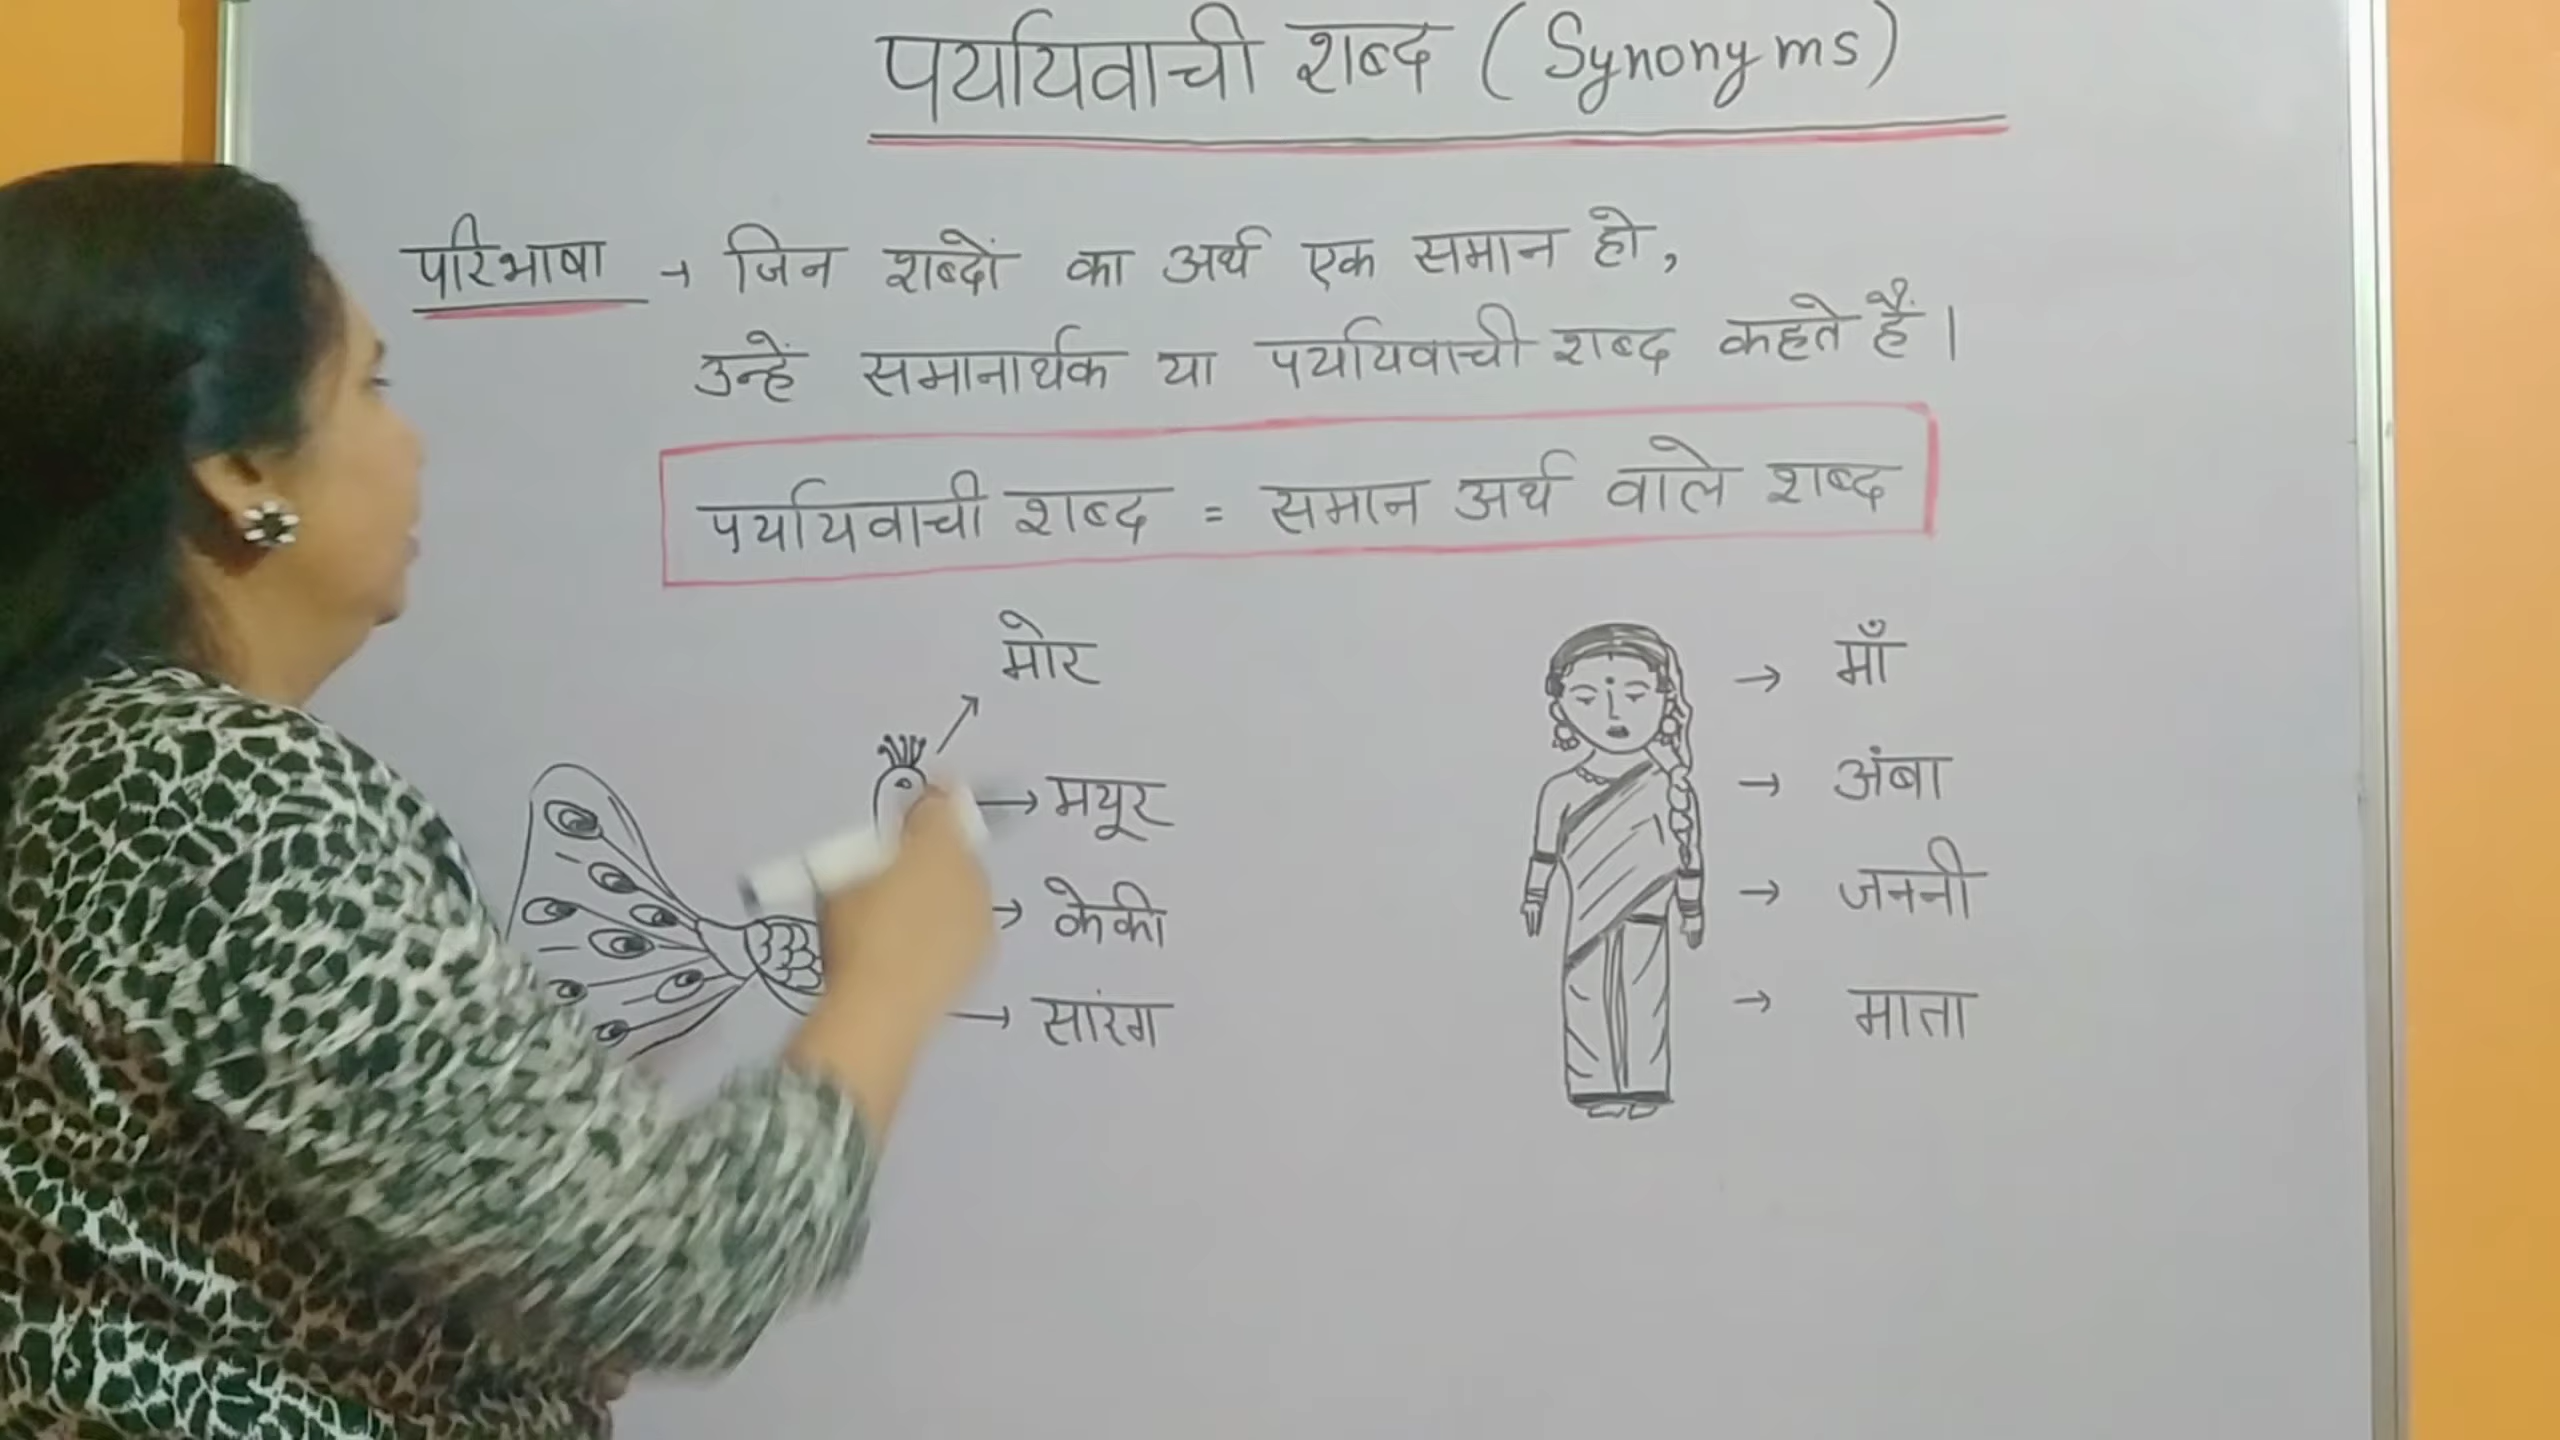 पर्यायवाची शब्द ( Synonyms )
परिभाषा → जिन शब्दों का अर्थ एक समान हो,
उन्हें समानार्थक या पर्यायवाची शब्द कहते हैं।
पर्यायवाची शब्द = समान अर्थ वाले शब्द
मोर
→ मयूर
→ केकी
→ सारंग
→ माँ
→ अंबा
→ जननी
→ माता